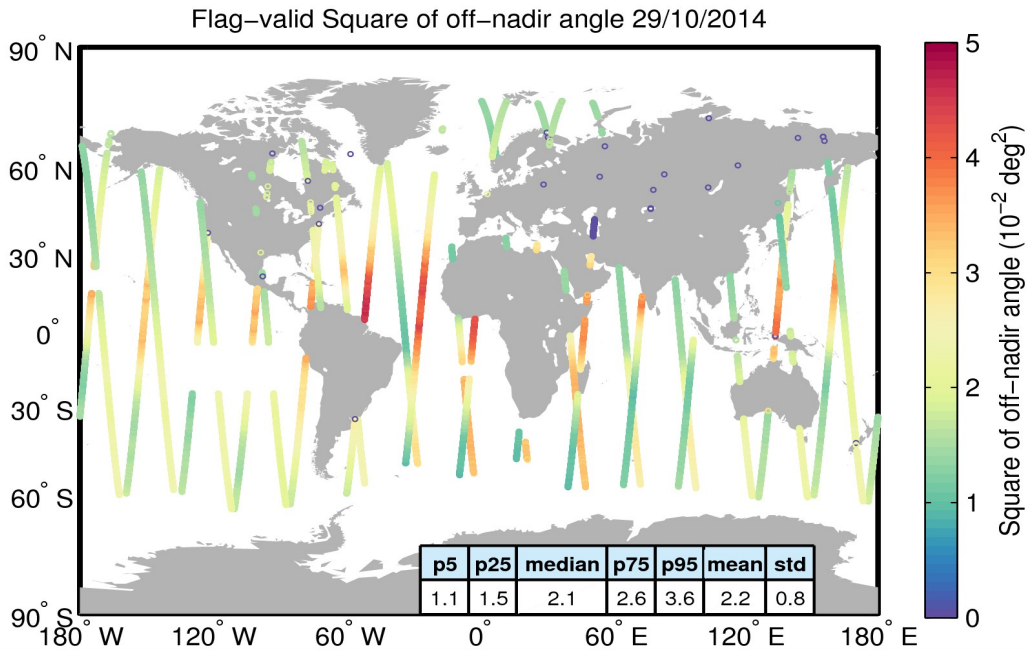 Flag−valid Square of off−nadir angle 29/10/2014
90° N
60° N
30° N
0°
30° S
60° S
90° S
180° W
120° W
60° W
0°
60° E
120° E
180° E
p5 p25 median p75 p95 mean std
1.1 1.5 2.1 2.6 3.6 2.2 0.8
5
4
3
2
1
0
Square of off−nadir angle (10⁻² deg²)